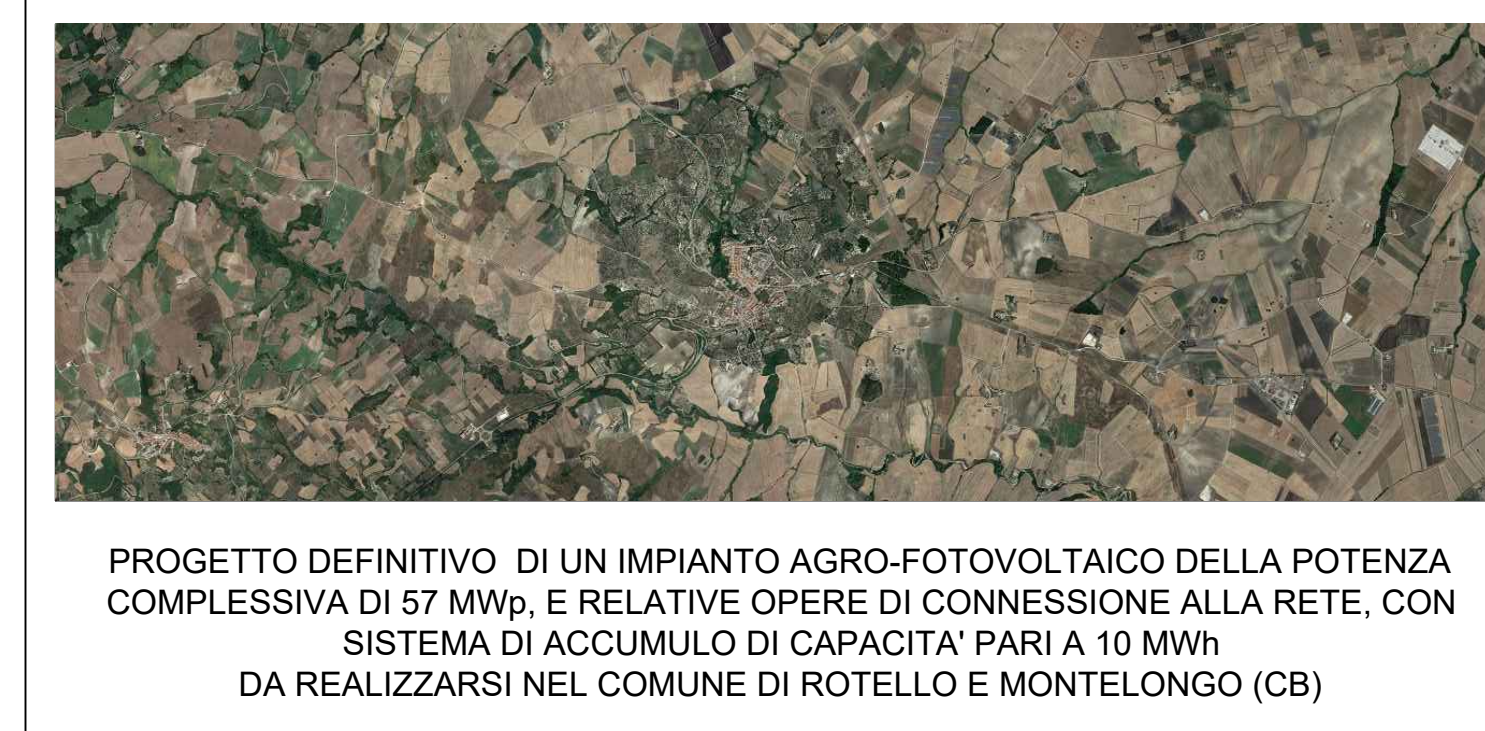 PROGETTO DEFINITIVO  DI UN IMPIANTO AGRO-FOTOVOLTAICO DELLA POTENZA
COMPLESSIVA DI 57 MWp, E RELATIVE OPERE DI CONNESSIONE ALLA RETE, CON
SISTEMA DI ACCUMULO DI CAPACITA' PARI A 10 MWh
DA REALIZZARSI NEL COMUNE DI ROTELLO E MONTELONGO (CB)